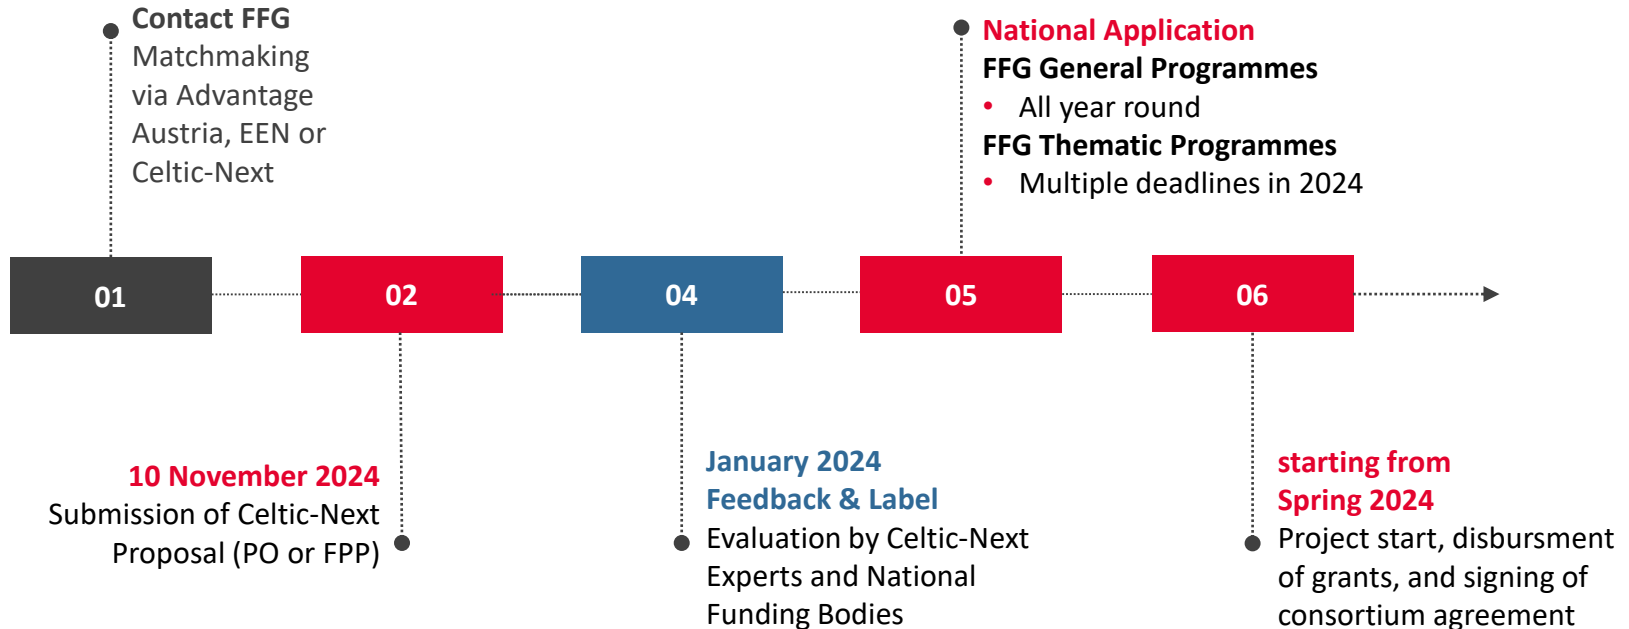 Contact FFG
Matchmaking
via Advantage
Austria, EEN or
Celtic-Next
National Application
FFG General Programmes
• All year round
FFG Thematic Programmes
• Multiple deadlines in 2024
01
02
04
05
06
10 November 2024
Submission of Celtic-Next
Proposal (PO or FPP)
January 2024
Feedback & Label
Evaluation by Celtic-Next
Experts and National
Funding Bodies
starting from
Spring 2024
Project start, disbursment
of grants, and signing of
consortium agreement